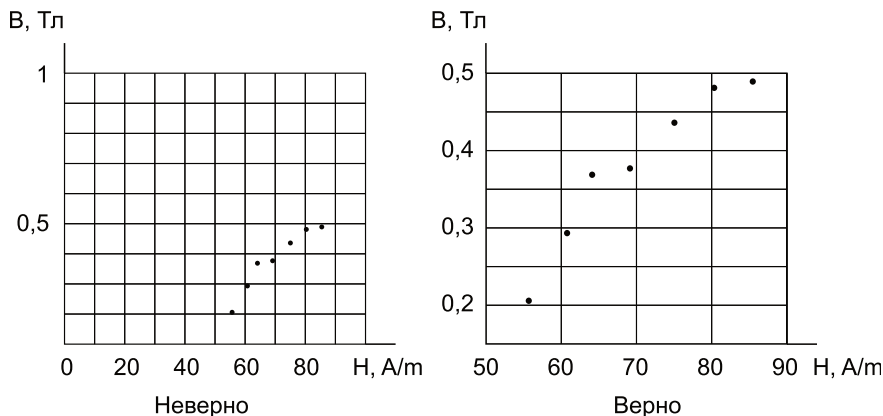 В, Тл
1
0,5
0 20 40 60 80 Н, А/m
Неверно
В, Тл
0,5
0,4
0,3
0,2
50 60 70 80 90 Н, А/m
Верно